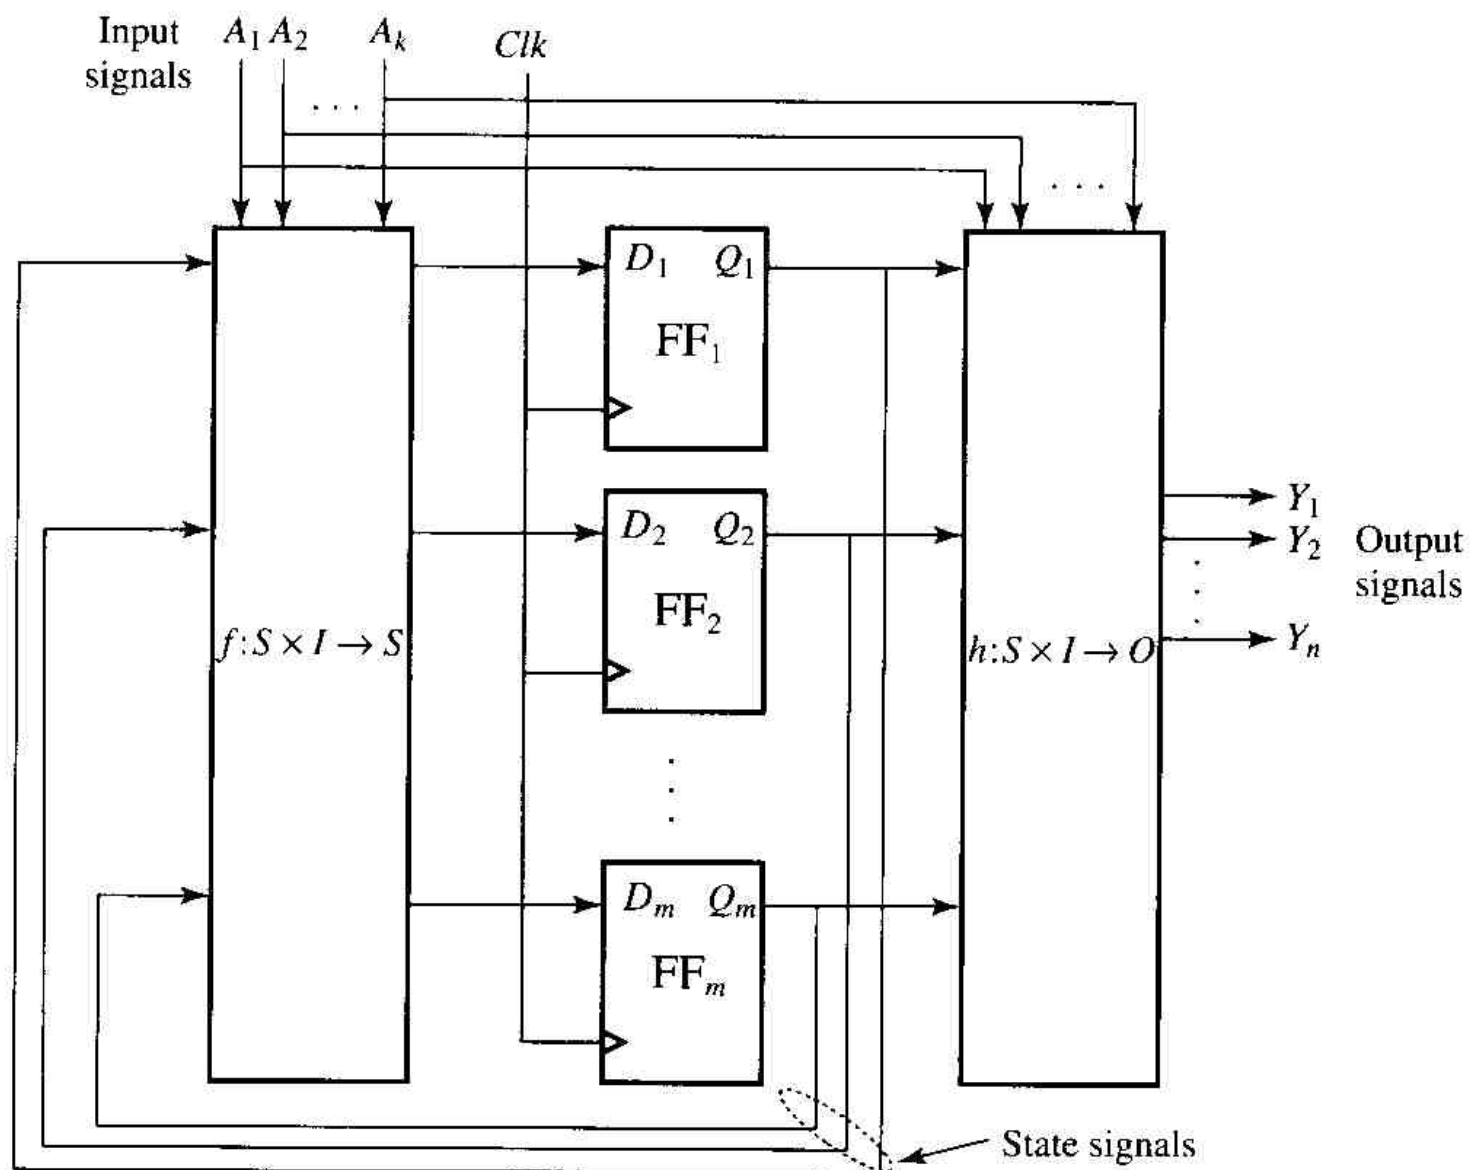 Input signals
A₁ A₂ ... Aₖ
Clk
. . .
D₁ Q₁
FF₁
D₂ Q₂
FF₂
f:S × I → S
h:S × I → O
Y₁
Y₂
Yₙ
Output signals
Dₘ Qₘ
FFₘ
State signals